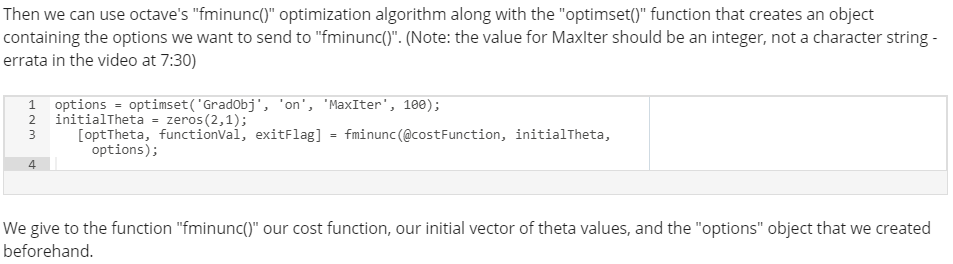 Then we can use octave's "fminunc()" optimization algorithm along with the "optimset()" function that creates an object
containing the options we want to send to "fminunc()". (Note: the value for MaxIter should be an integer, not a character string -
errata in the video at 7:30)
1 options = optimset('GradObj', 'on', 'MaxIter', 100);
2 initialTheta = zeros(2,1);
3 [optTheta, functionVal, exitFlag] = fminunc(@costFunction, initialTheta,
options);
4
We give to the function "fminunc()" our cost function, our initial vector of theta values, and the "options" object that we created
beforehand.